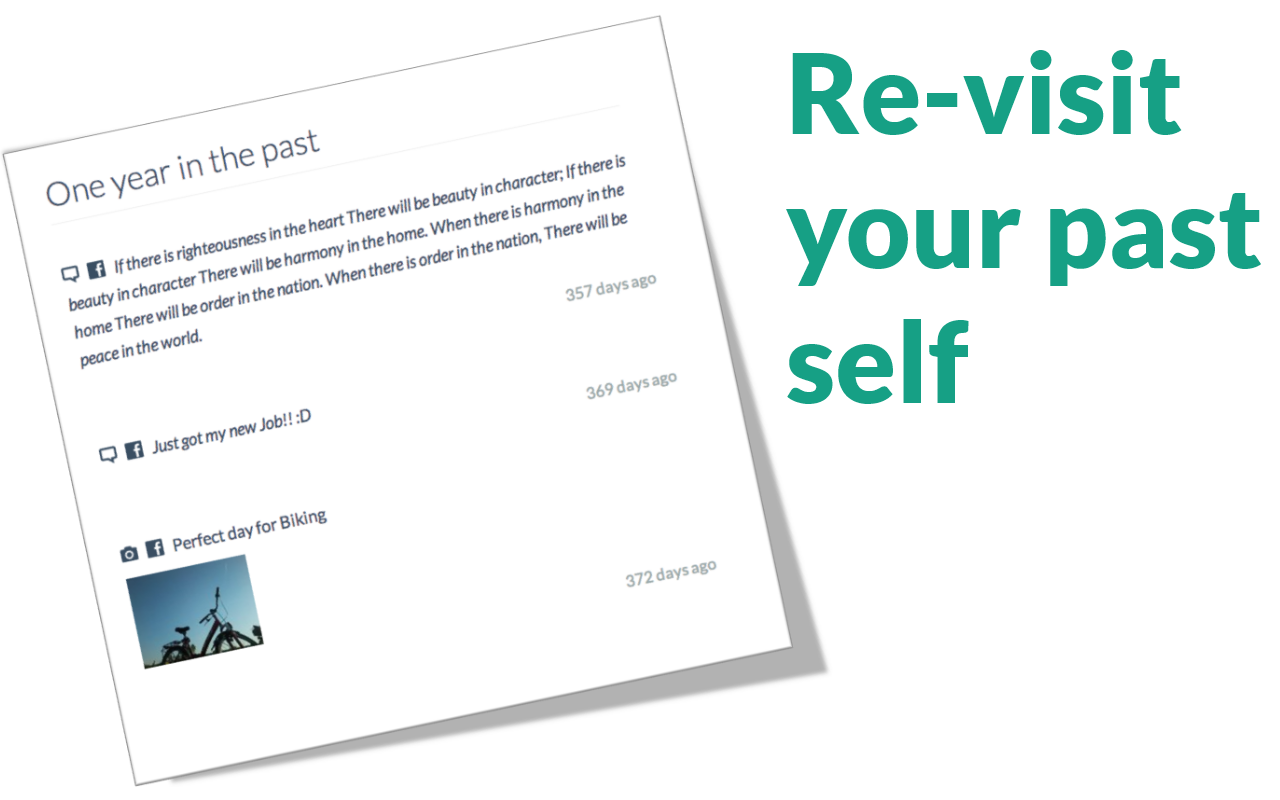 One year in the past
If there is righteousness in the heart There will be beauty in character; If there is
beauty in character There will be harmony in the home. When there is harmony in the
home There will be order in the nation. When there is order in the nation, There will be
peace in the world.
357 days ago
Just got my new Job!! :D
369 days ago
Perfect day for Biking
372 days ago
Re-visit
your past
self